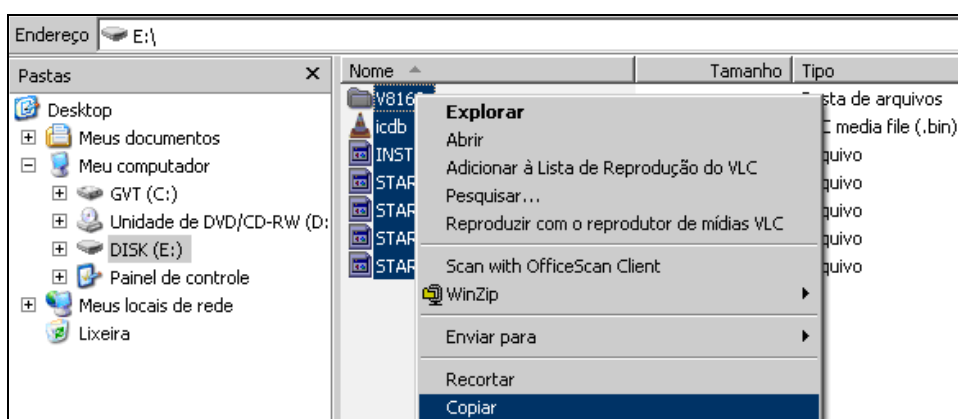 Endereço E:\
Pastas
Desktop
Meus documentos
Meu computador
GVT (C:)
Unidade de DVD/CD-RW (D:
DISK (E:)
Painel de controle
Meus locais de rede
Lixeira
Nome Tamanho Tipo
V816 sta de arquivos
icdb media file (.bin)
INST quivo
STAR quivo
STAR quivo
STAR quivo
STAR quivo
Explorar
Abrir
Adicionar à Lista de Reprodução do VLC
Pesquisar...
Reproduzir com o reprodutor de mídias VLC
Scan with OfficeScan Client
WinZip
Enviar para
Recortar
Copiar